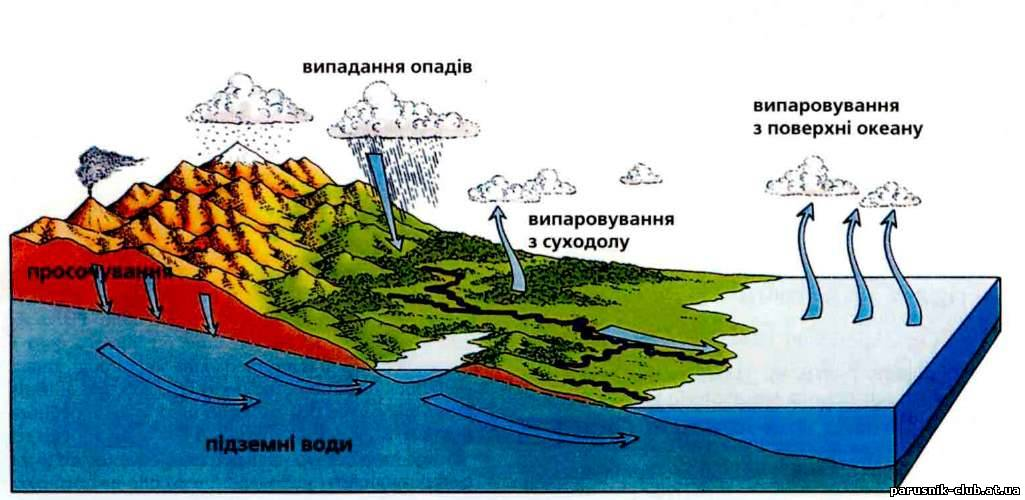 випадання опадів
випаровування
з поверхні океану
випаровування
з суходолу
просочування
підземні води
parusnik-club.at.ua